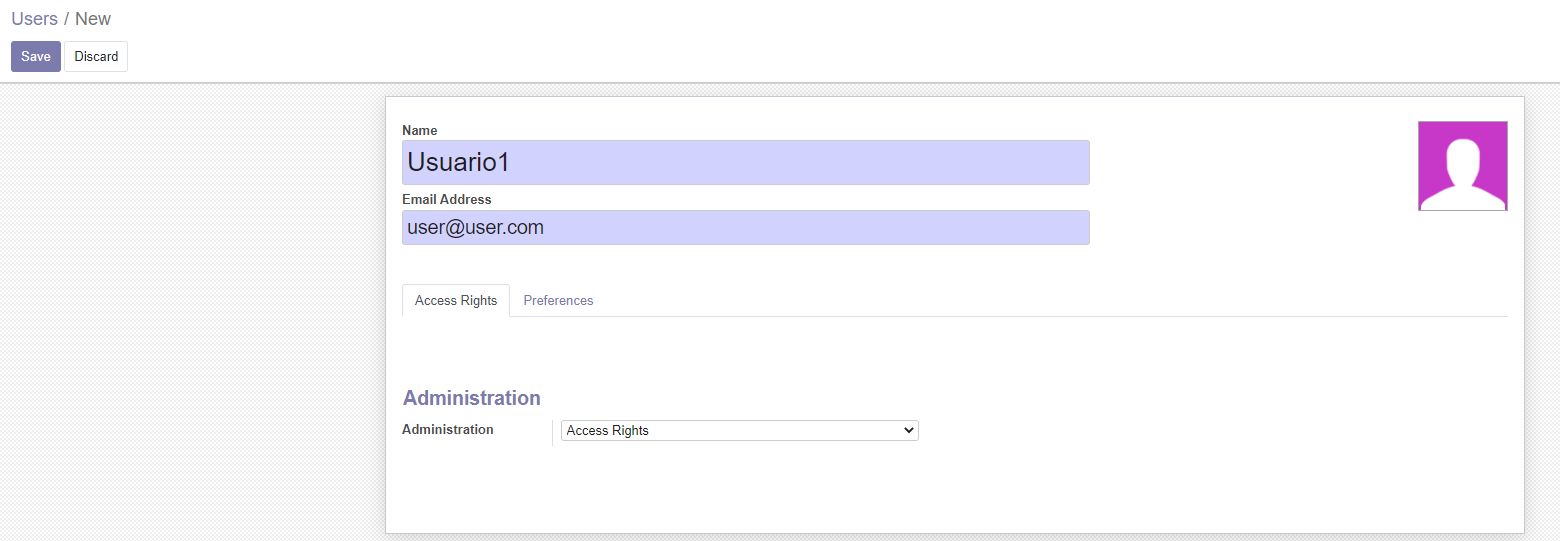 Users / New
Save Discard
Name
Usuario1
Email Address
user@user.com
Access Rights Preferences
Administration
Administration Access Rights